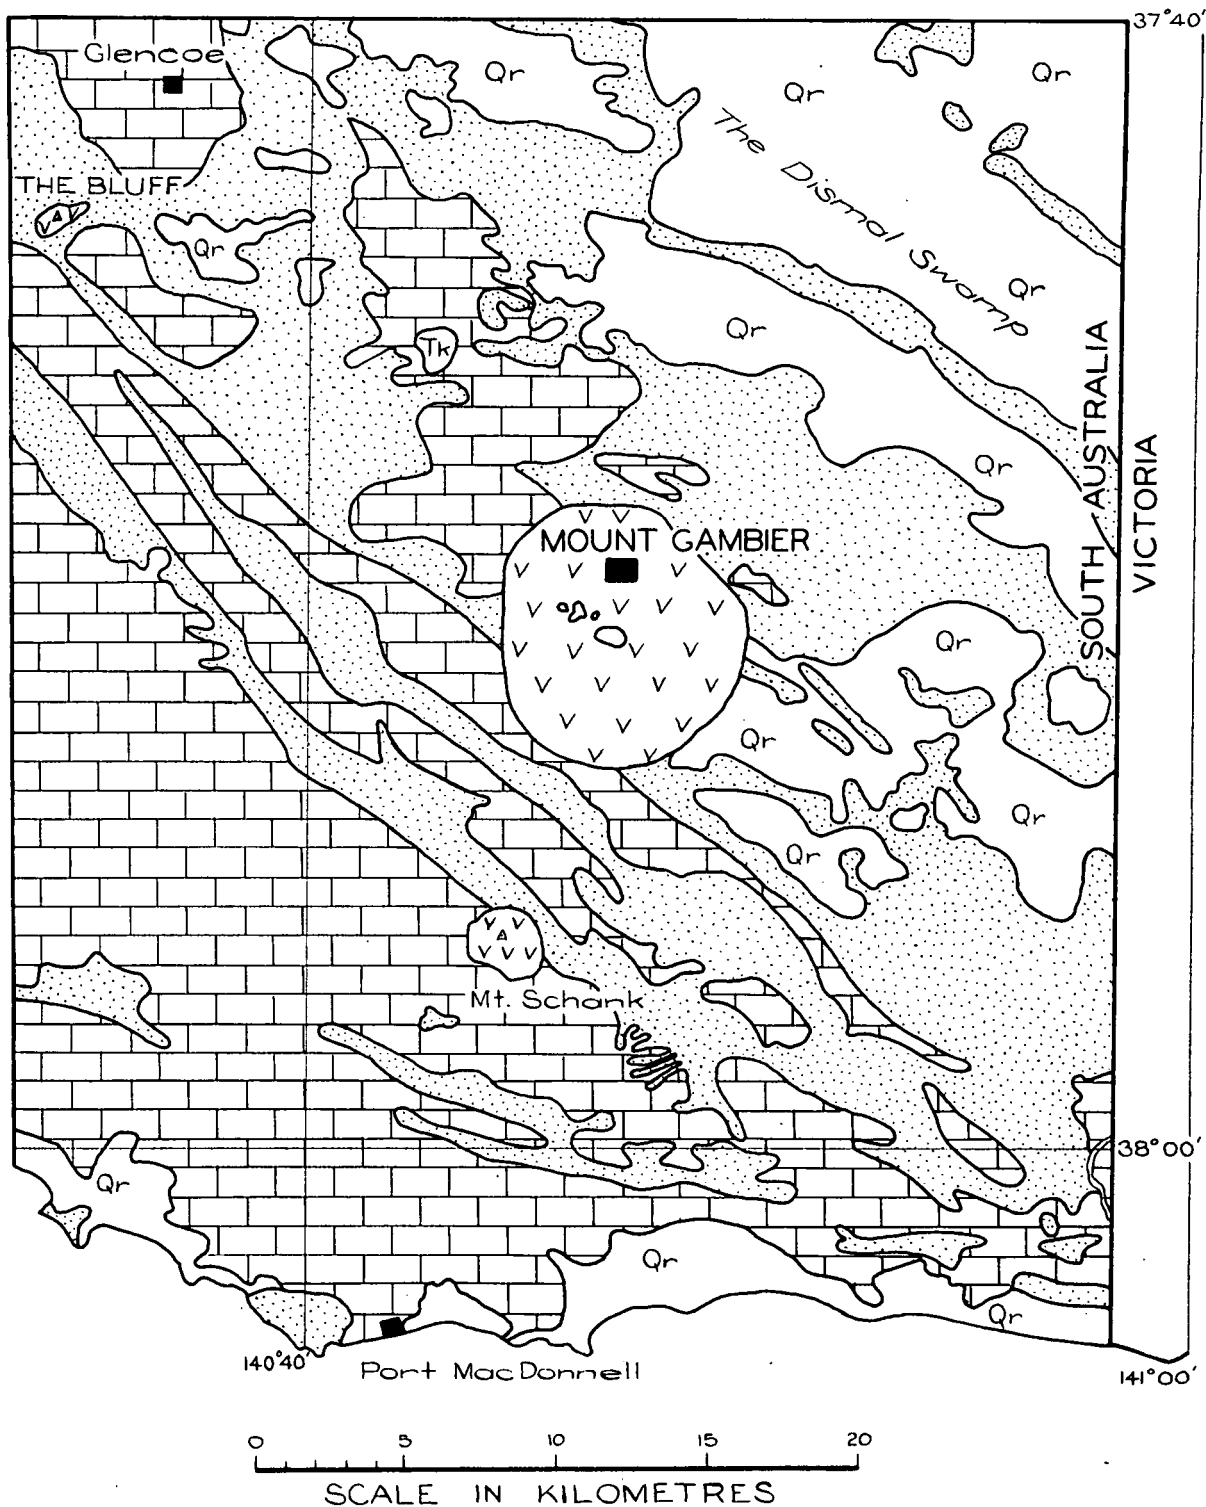 37°40'
Glencoe
Qr
Qr
Qr
The Dismal Swamp
THE BLUFF
Qr
Qr
Qr
Tk
SOUTH AUSTRALIA
VICTORIA
Qr
MOUNT GAMBIER
Qr
Qr
Qr
Qr
Mt. Schank
38°00'
Qr
Qr
Qr
140°40'
Port MacDonnell
141°00'
0 5 10 15 20
SCALE IN KILOMETRES